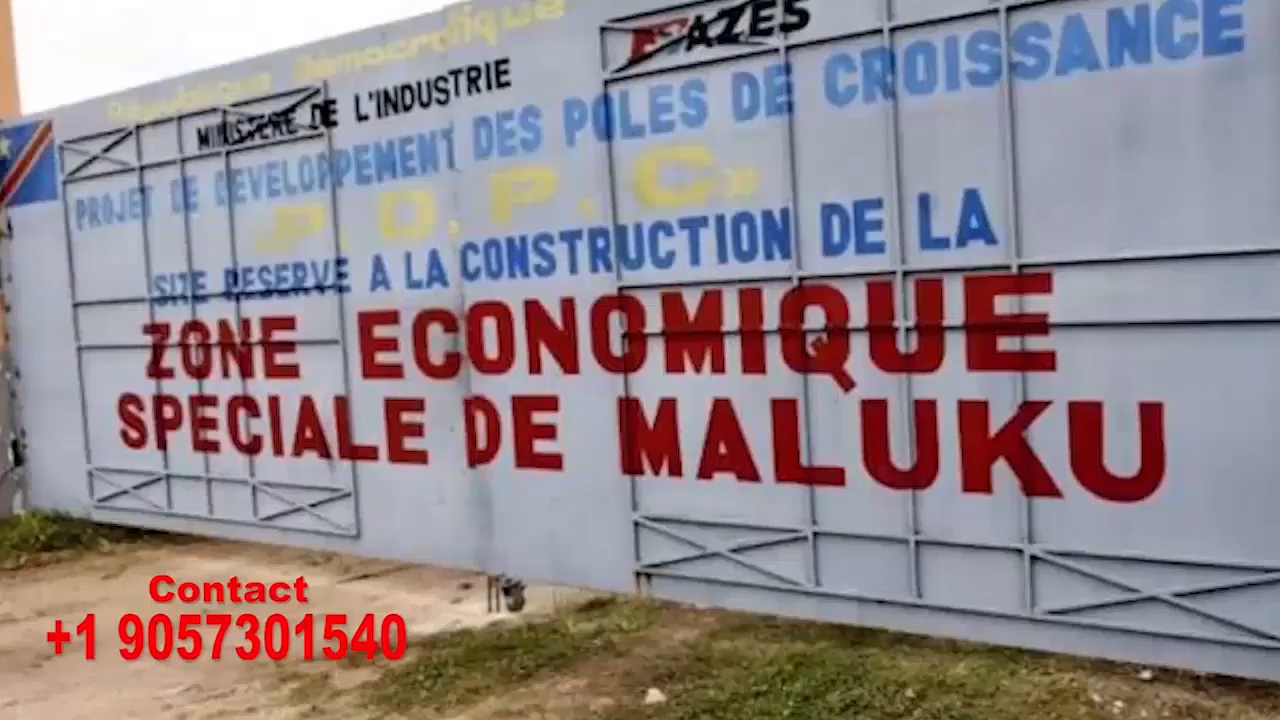 République Démocratique
AZES
MINISTERE DE L'INDUSTRIE
PROJET DE DEVELOPPEMENT DES POLES DE CROISSANCE
P.D.P.C»
SITE RESERVE A LA CONSTRUCTION DE LA
ZONE ECONOMIQUE
SPECIALE DE MALUKU
Contact
+1 9057301540